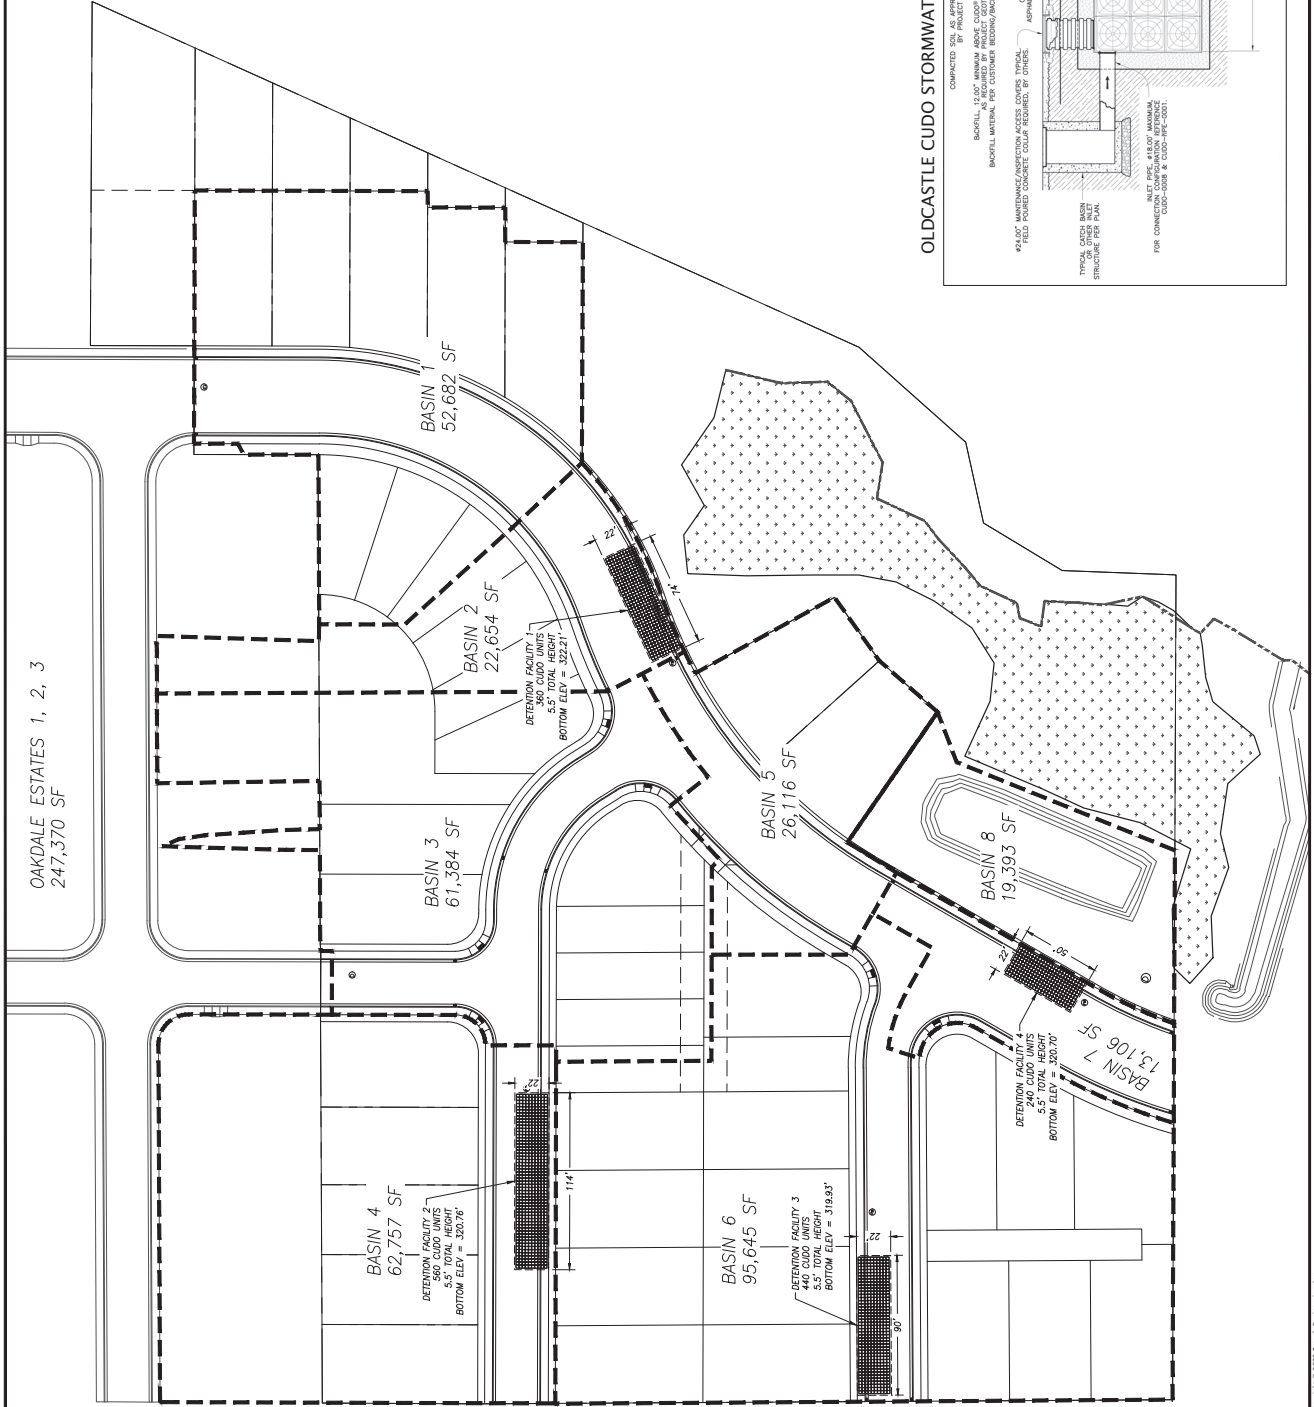 OAKDALE ESTATES 1, 2, 3
247,370 SF
BASIN 1
52,682 SF
BASIN 2
22,654 SF
DETENTION FACILITY 1
360 CUDO UNITS
5.5' TOTAL HEIGHT
BOTTOM ELEV = 322.21'
22'
74'
BASIN 3
61,384 SF
BASIN 4
62,757 SF
DETENTION FACILITY 2
560 CUDO UNITS
5.5' TOTAL HEIGHT
BOTTOM ELEV = 320.76'
22'
114'
BASIN 5
26,116 SF
BASIN 6
95,645 SF
DETENTION FACILITY 3
440 CUDO UNITS
5.5' TOTAL HEIGHT
BOTTOM ELEV = 319.93'
22'
90'
BASIN 8
19,393 SF
22'
50'
BASIN 7
13,106 SF
DETENTION FACILITY 4
240 CUDO UNITS
5.5' TOTAL HEIGHT
BOTTOM ELEV = 320.70'
OLDCASTLE CUDO STORMWAT
COMPACTED SOIL AS APPR
BY PROJECT
BACKFILL, 12.00" MINIMUM ABOVE CUDO®
AS REQUIRED BY PROJECT GEOT
BACKFILL MATERIAL PER CUSTOMER BEDDING/BAC
ø24.00" MAINTENANCE/INSPECTION ACCESS COVERS TYPICAL.
FIELD POURED CONCRETE COLLAR REQUIRED, BY OTHERS.
ASPHA
TYPICAL CATCH BASIN
OR OTHER INLET
STRUCTURE PER PLAN.
INLET PIPE, ø18.00" MAXIMUM,
FOR CONNECTION CONFIGURATION REFERENCE
CUDO-0008 & CUDO-NPE-0001.